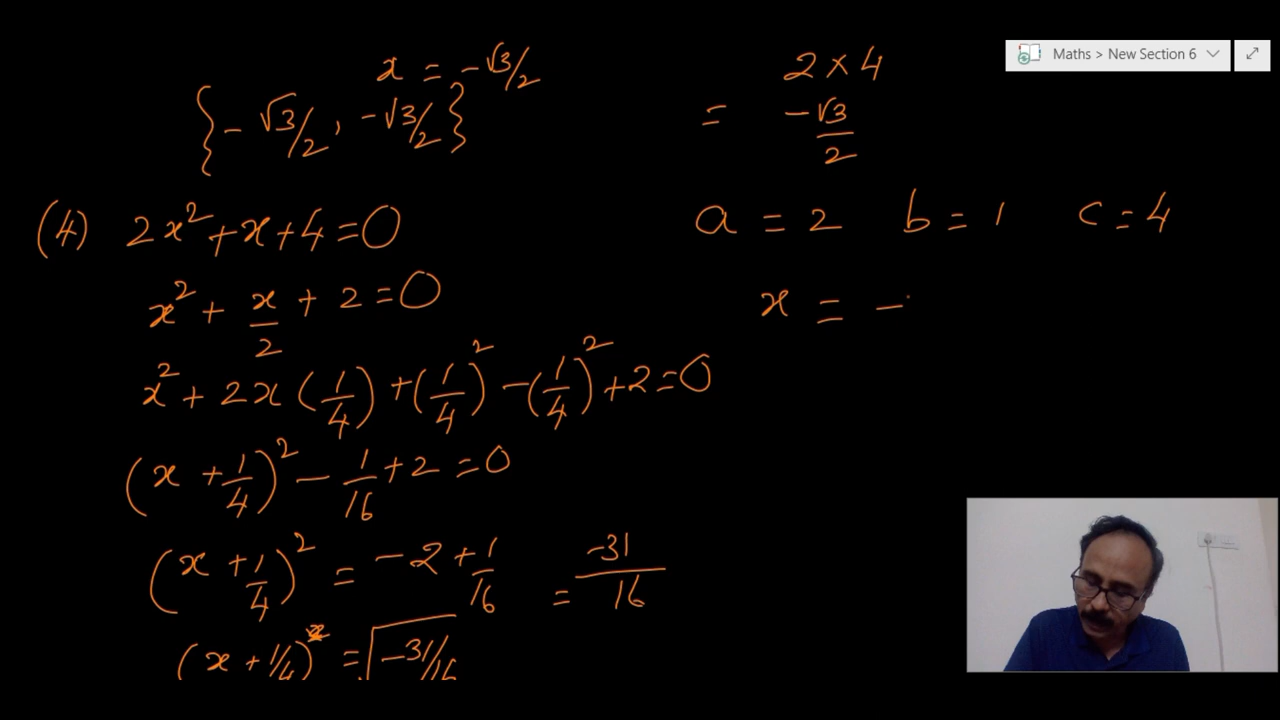 Maths > New Section 6
x = -√3/2
{-√3/2, -√3/2}
2 × 4
= -√3/2
(4) 2x² + x + 4 = 0
a = 2 b = 1 c = 4
x² + x/2 + 2 = 0
x = -
x² + 2x (1/4) + (1/4)² - (1/4)² + 2 = 0
(x + 1/4)² - 1/16 + 2 = 0
(x + 1/4)² = -2 + 1/16 = -31/16
(x + 1/4) = √-31/16